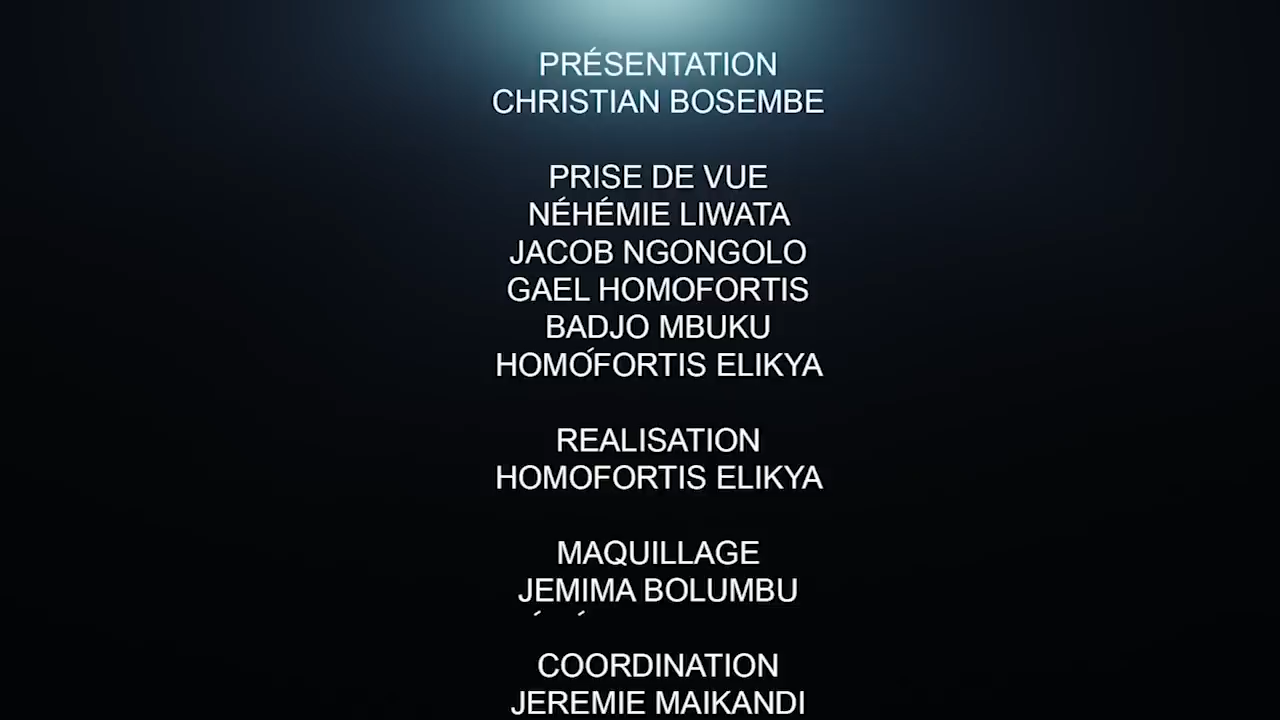 PRÉSENTATION
CHRISTIAN BOSEMBE
PRISE DE VUE
NÉHÉMIE LIWATA
JACOB NGONGOLO
GAEL HOMOFORTIS
BADJO MBUKU
HOMOFORTIS ELIKYA
REALISATION
HOMOFORTIS ELIKYA
MAQUILLAGE
JEMIMA BOLUMBU
COORDINATION
JEREMIE MAIKANDI